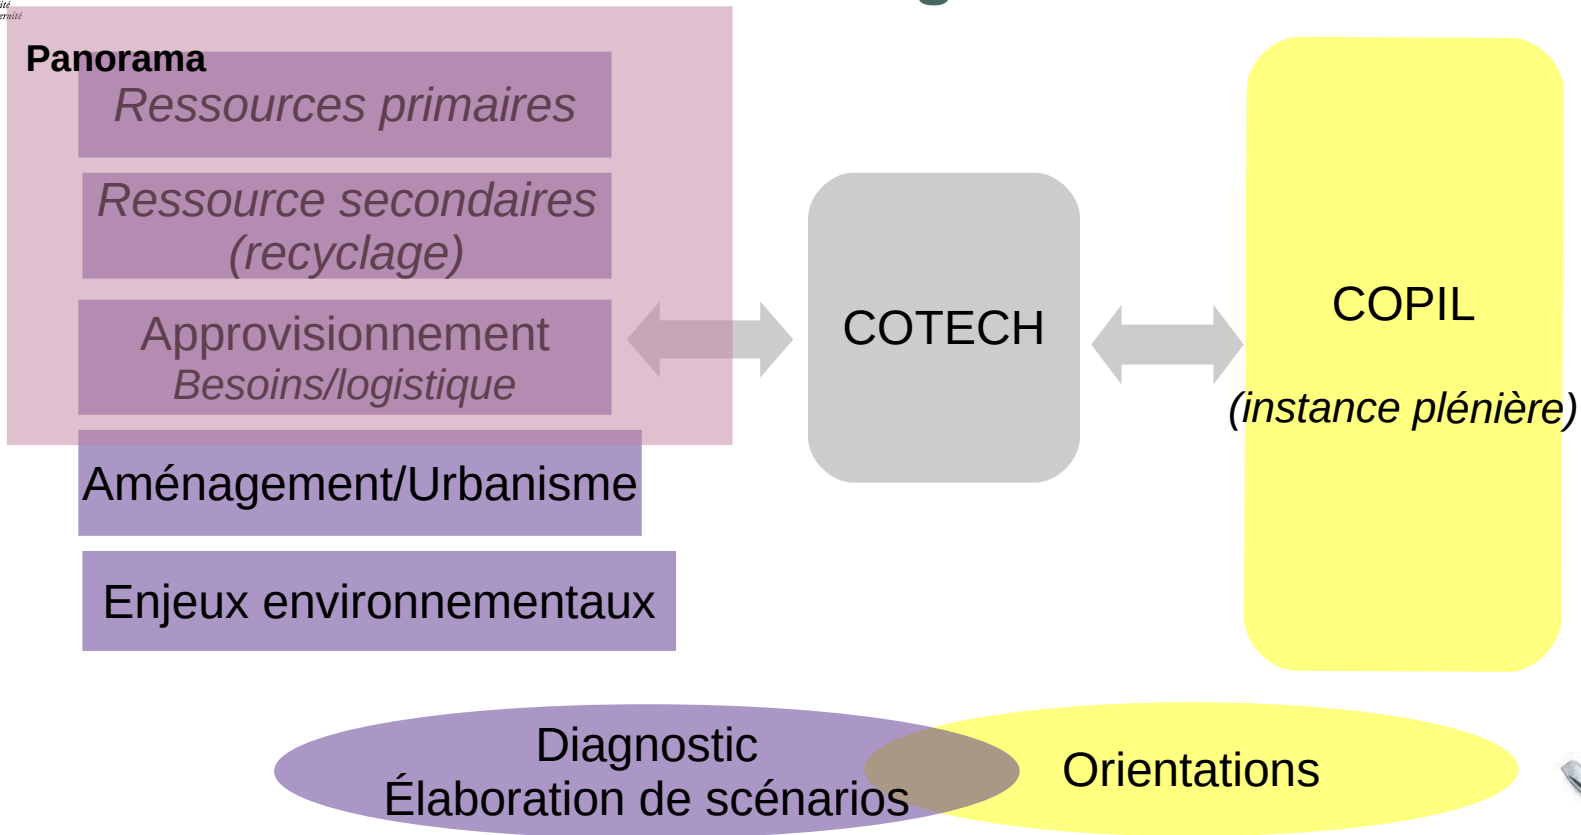 Panorama
Ressources primaires
Ressource secondaires
(recyclage)
Approvisionnement
Besoins/logistique
Aménagement/Urbanisme
Enjeux environnementaux
COTECH
COPIL
(instance plénière)
Diagnostic
Élaboration de scénarios
Orientations